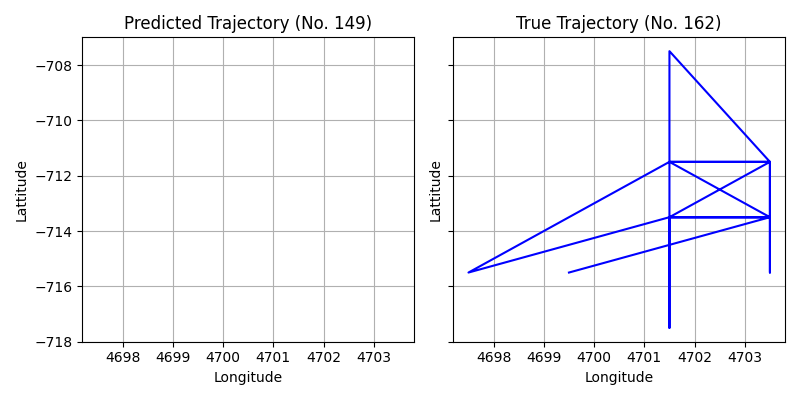 Predicted Trajectory (No. 149)
True Trajectory (No. 162)
−708
−710
−712
−714
−716
−718
Lattitude
Lattitude
4698 4699 4700 4701 4702 4703
4698 4699 4700 4701 4702 4703
Longitude
Longitude